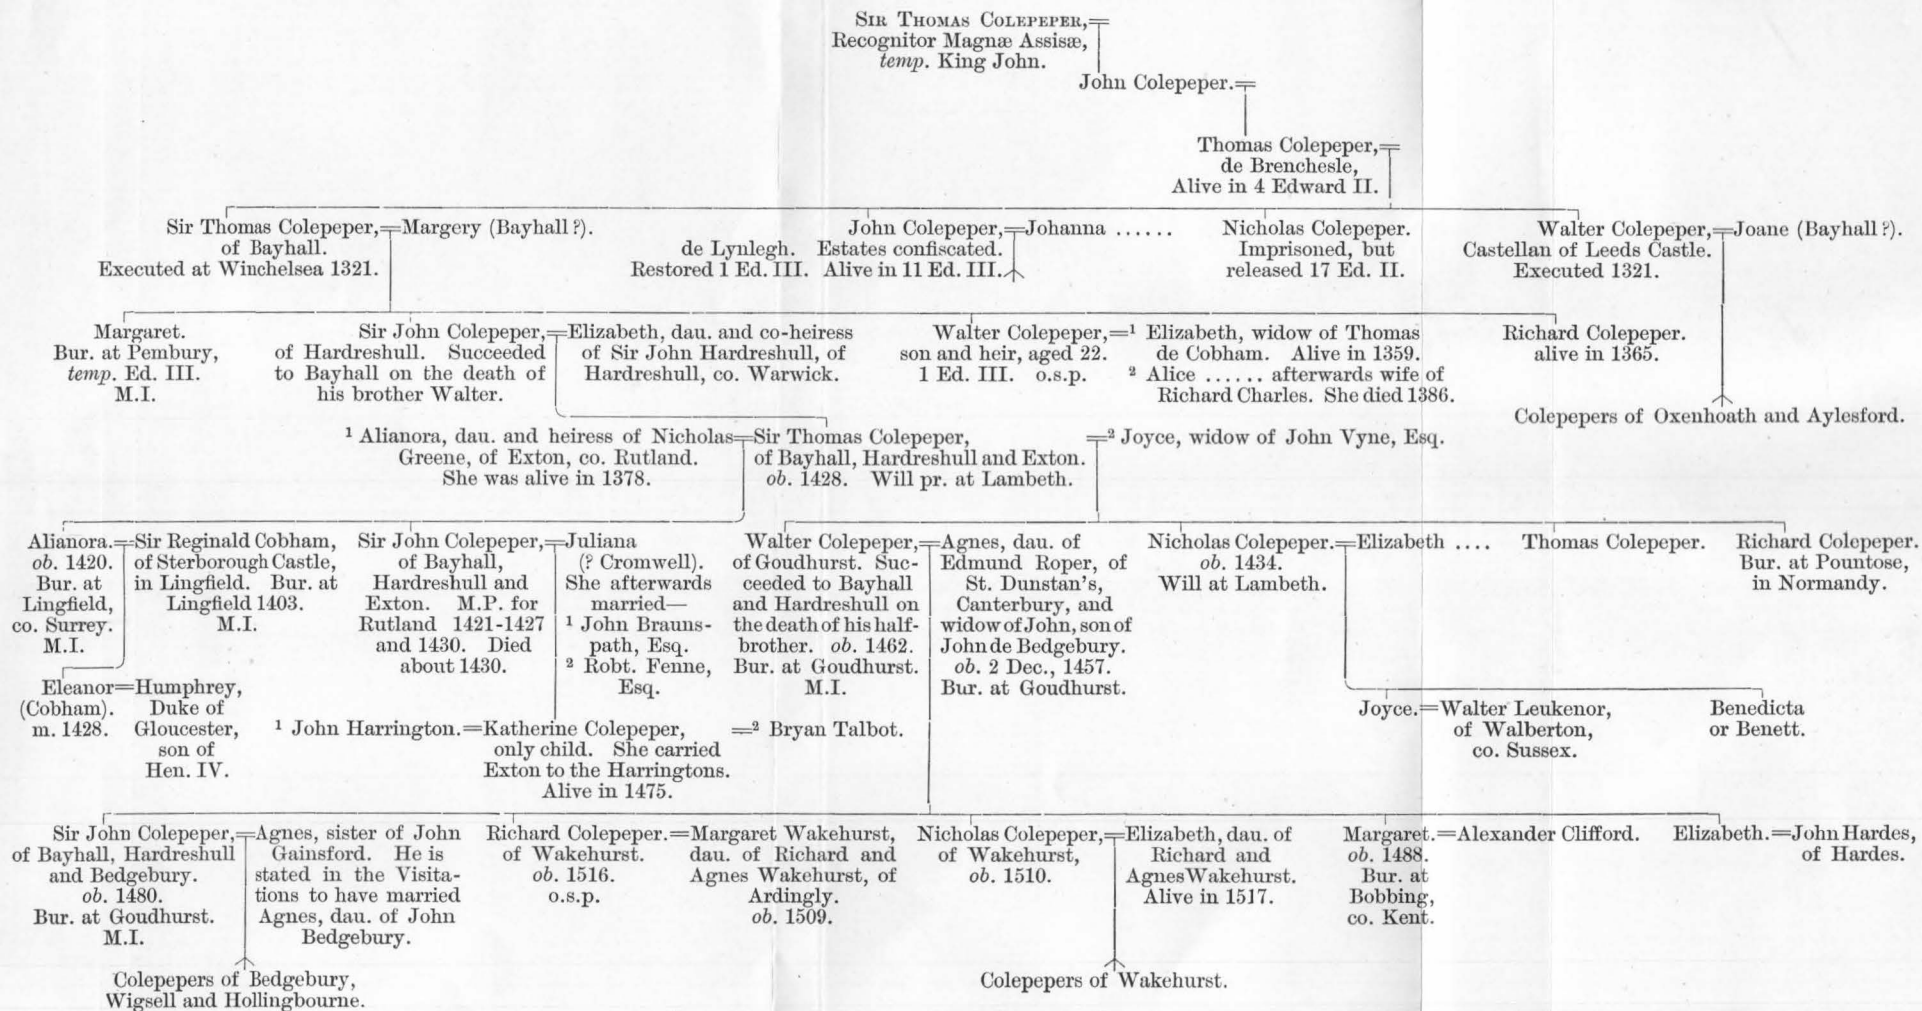 SIR THOMAS COLEPEPER,
Recognitor Magnæ Assisæ,
temp. King John.
John Colepeper.
Thomas Colepeper,
de Brenchesle,
Alive in 4 Edward II.
Sir Thomas Colepeper,
of Bayhall.
Executed at Winchelsea 1321.
Margery (Bayhall ?).
John Colepeper,
de Lynlegh. Estates confiscated.
Restored 1 Ed. III. Alive in 11 Ed. III.
Johanna ......
Nicholas Colepeper.
Imprisoned, but
released 17 Ed. II.
Walter Colepeper,
Castellan of Leeds Castle.
Executed 1321.
Joane (Bayhall ?).
Margaret.
Bur. at Pembury,
temp. Ed. III.
M.I.
Sir John Colepeper,
of Hardreshull. Succeeded
to Bayhall on the death of
his brother Walter.
Elizabeth, dau. and co-heiress
of Sir John Hardreshull, of
Hardreshull, co. Warwick.
Walter Colepeper,
son and heir, aged 22.
1 Ed. III. o.s.p.
=¹ Elizabeth, widow of Thomas
de Cobham. Alive in 1359.
² Alice ...... afterwards wife of
Richard Charles. She died 1386.
Richard Colepeper.
alive in 1365.
Colepepers of Oxenhoath and Aylesford.
¹ Alianora, dau. and heiress of Nicholas
Greene, of Exton, co. Rutland.
She was alive in 1378.
Sir Thomas Colepeper,
of Bayhall, Hardreshull and Exton.
ob. 1428. Will pr. at Lambeth.
=² Joyce, widow of John Vyne, Esq.
Alianora.
ob. 1420.
Bur. at
Lingfield,
co. Surrey.
M.I.
Sir Reginald Cobham,
of Sterborough Castle,
in Lingfield. Bur. at
Lingfield 1403.
M.I.
Sir John Colepeper,
of Bayhall,
Hardreshull and
Exton. M.P. for
Rutland 1421-1427
and 1430. Died
about 1430.
Juliana
(? Cromwell).
She afterwards
married—
¹ John Brauns-
path, Esq.
² Robt. Fenne,
Esq.
Walter Colepeper,
of Goudhurst. Suc-
ceeded to Bayhall
and Hardreshull on
the death of his half-
brother. ob. 1462.
Bur. at Goudhurst.
M.I.
Agnes, dau. of
Edmund Roper, of
St. Dunstan's,
Canterbury, and
widow of John, son of
John de Bedgebury.
ob. 2 Dec., 1457.
Bur. at Goudhurst.
Nicholas Colepeper.
ob. 1434.
Will at Lambeth.
Elizabeth ....
Thomas Colepeper.
Richard Colepeper.
Bur. at Pountose,
in Normandy.
Eleanor
(Cobham).
m. 1428.
=Humphrey,
Duke of
Gloucester,
son of
Hen. IV.
¹ John Harrington.=Katherine Colepeper,
only child. She carried
Exton to the Harringtons.
Alive in 1475.
=² Bryan Talbot.
Joyce.=Walter Leukenor,
of Walberton,
co. Sussex.
Benedicta
or Benett.
Sir John Colepeper,
of Bayhall, Hardreshull
and Bedgebury.
ob. 1480.
Bur. at Goudhurst.
M.I.
Agnes, sister of John
Gainsford. He is
stated in the Visita-
tions to have married
Agnes, dau. of John
Bedgebury.
Richard Colepeper.
of Wakehurst.
ob. 1516.
o.s.p.
=Margaret Wakehurst,
dau. of Richard and
Agnes Wakehurst, of
Ardingly.
ob. 1509.
Nicholas Colepeper,
of Wakehurst,
ob. 1510.
Elizabeth, dau. of
Richard and
Agnes Wakehurst.
Alive in 1517.
Margaret.=Alexander Clifford.
ob. 1488.
Bur. at
Bobbing,
co. Kent.
Elizabeth.=John Hardes,
of Hardes.
Colepepers of Bedgebury,
Wigsell and Hollingbourne.
Colepepers of Wakehurst.